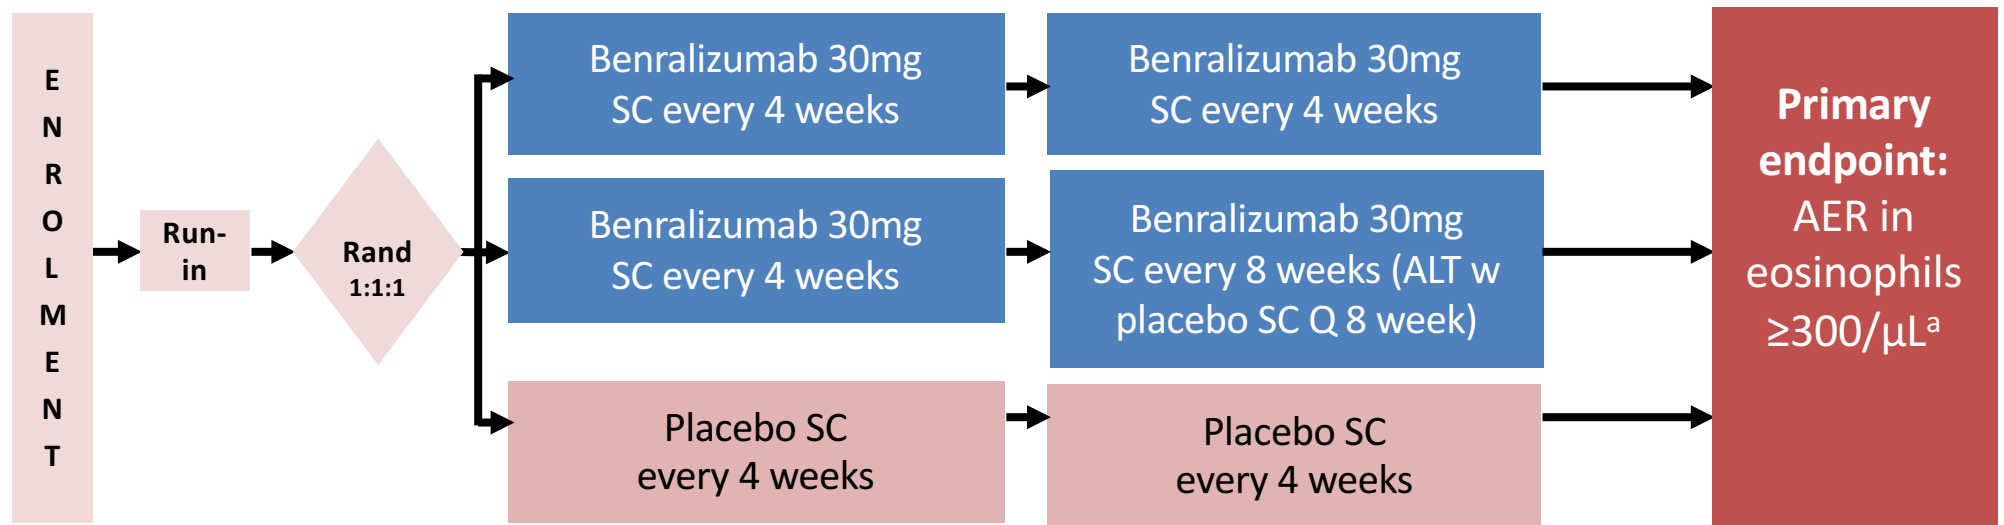 ENROLMENT
Run-
in
Rand
1:1:1
Benralizumab 30mg
SC every 4 weeks
Benralizumab 30mg
SC every 4 weeks
Benralizumab 30mg
SC every 4 weeks
Benralizumab 30mg
SC every 8 weeks (ALT w
placebo SC Q 8 week)
Placebo SC
every 4 weeks
Placebo SC
every 4 weeks
Primary
endpoint:
AER in
eosinophils
≥300/µLᵃ